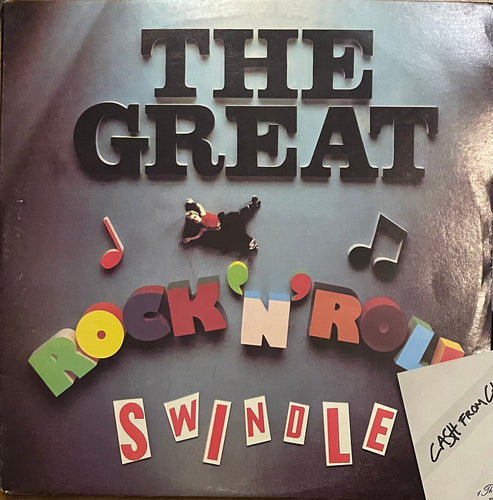 THE
GREAT
ROCK'N'ROLL
SWINDLE
CASH FROM